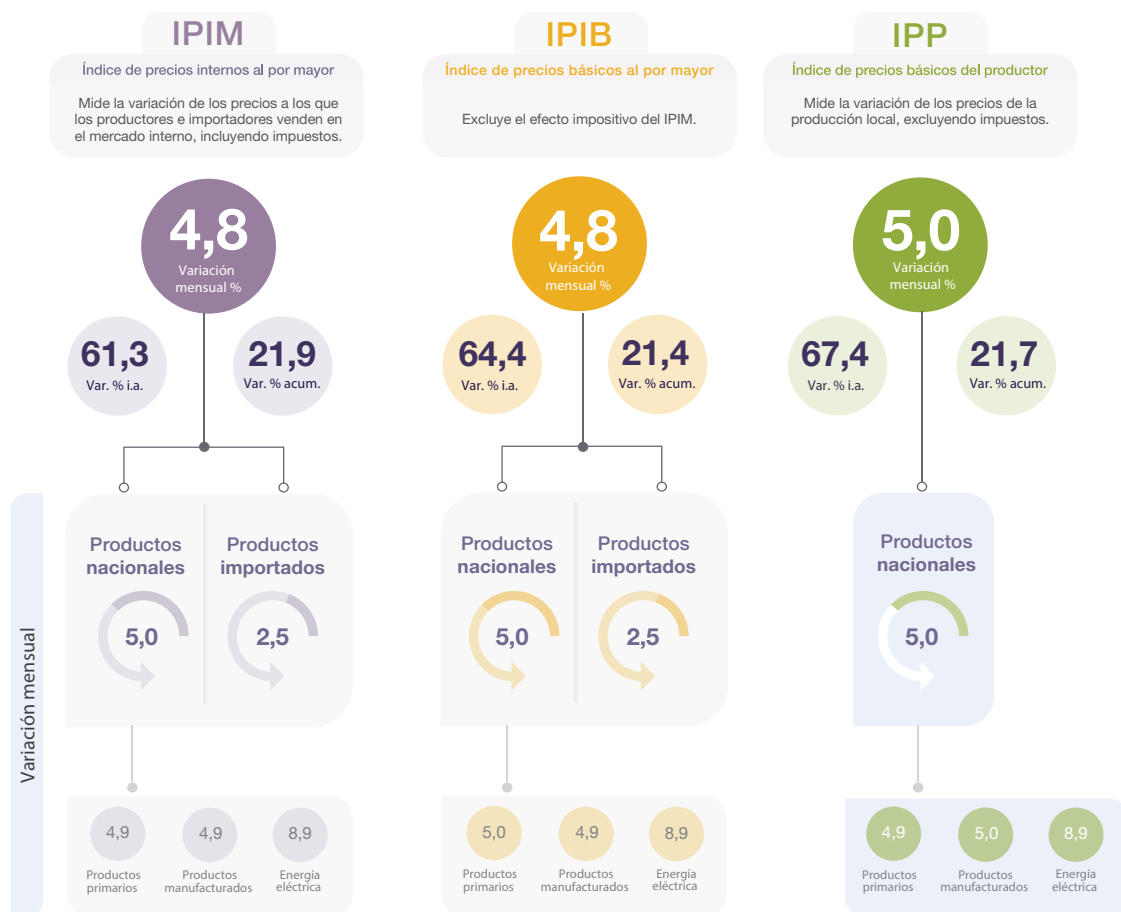 IPIM
Índice de precios internos al por mayor
Mide la variación de los precios a los que
los productores e importadores venden en
el mercado interno, incluyendo impuestos.
4,8
Variación
mensual %
61,3
Var. % i.a.
21,9
Var. % acum.
Productos
nacionales
5,0
Productos
importados
2,5
4,9
Productos
primarios
4,9
Productos
manufacturados
8,9
Energía
eléctrica
IPIB
Índice de precios básicos al por mayor
Excluye el efecto impositivo del IPIM.
4,8
Variación
mensual %
64,4
Var. % i.a.
21,4
Var. % acum.
Productos
nacionales
5,0
Productos
importados
2,5
5,0
Productos
primarios
4,9
Productos
manufacturados
8,9
Energía
eléctrica
IPP
Índice de precios básicos del productor
Mide la variación de los precios de la
producción local, excluyendo impuestos.
5,0
Variación
mensual %
67,4
Var. % i.a.
21,7
Var. % acum.
Productos
nacionales
5,0
4,9
Productos
primarios
5,0
Productos
manufacturados
8,9
Energía
eléctrica
Variación mensual